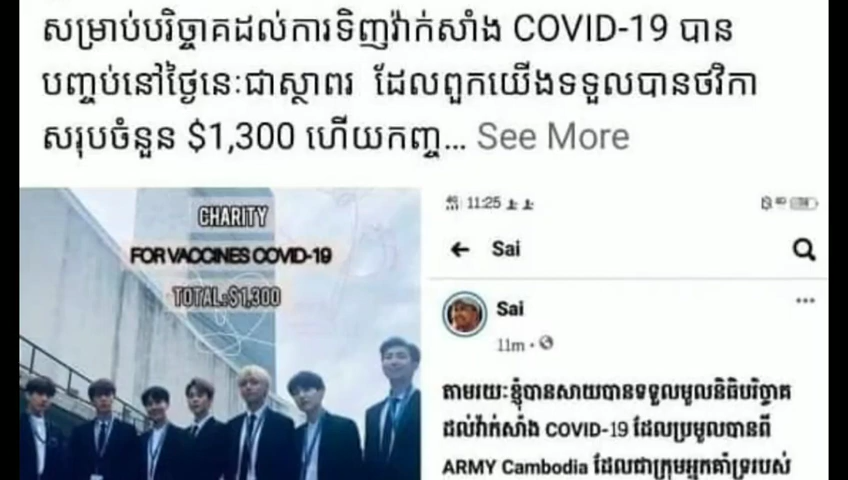 សម្រាប់បរិច្ចាគដល់ការទិញវ៉ាក់សាំង COVID-19 បាន
បញ្ចប់នៅថ្ងៃនេះជាស្ថាពរ ដែលពួកយើងទទួលបានថវិកា
សរុបចំនួន $1,300 ហើយកញ្ច... See More
CHARITY
FOR VACCINES COVID-19
TOTAL:$1,300
11:25
Sai
Sai
11m
តាមរយៈខ្ញុំបានសាយបានទទួលមូលនិធិបរិច្ចាគ
ដល់វ៉ាក់សាំង COVID-19 ដែលប្រមូលបានពី
ARMY Cambodia ដែលជាក្រុមអ្នកគាំទ្ររបស់